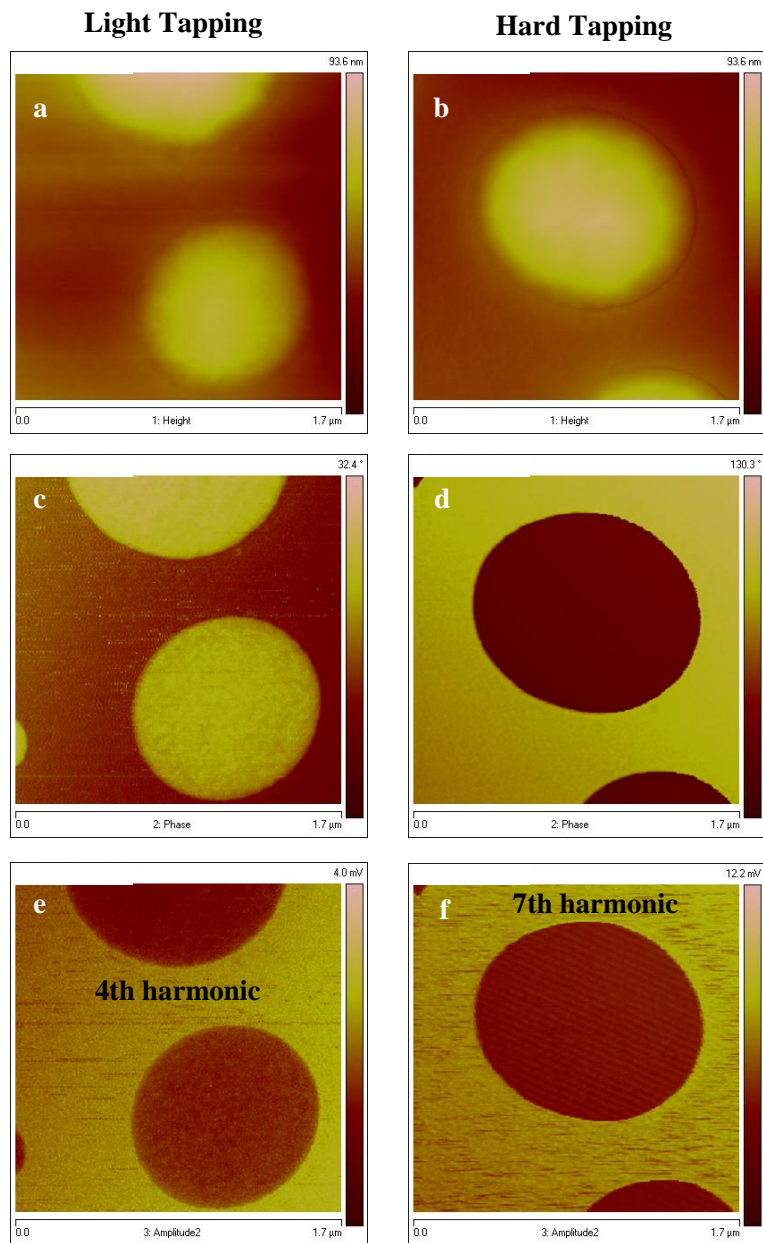 Light Tapping
Hard Tapping
93.6 nm
a
0.0 1: Height 1.7 µm
93.6 nm
b
0.0 1: Height 1.7 µm
32.4 °
c
0.0 2: Phase 1.7 µm
130.3 °
d
0.0 2: Phase 1.7 µm
4.0 mV
e
4th harmonic
0.0 3: Amplitude2 1.7 µm
12.2 mV
f
7th harmonic
0.0 3: Amplitude2 1.7 µm